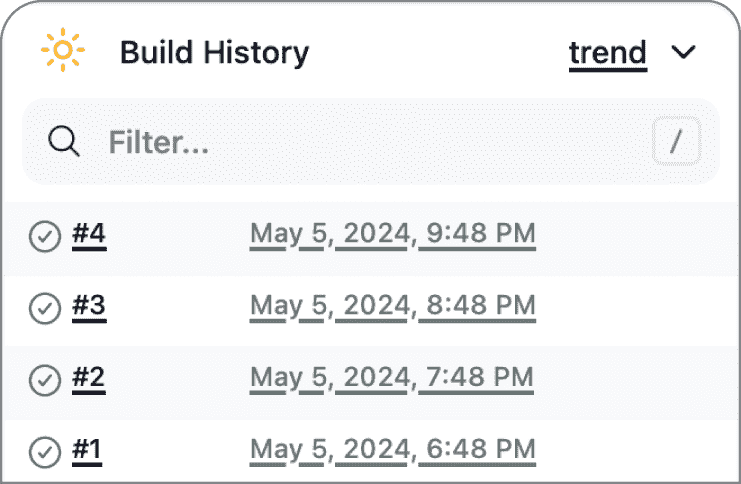 Build History trend
Filter... /
#4 May 5, 2024, 9:48 PM
#3 May 5, 2024, 8:48 PM
#2 May 5, 2024, 7:48 PM
#1 May 5, 2024, 6:48 PM